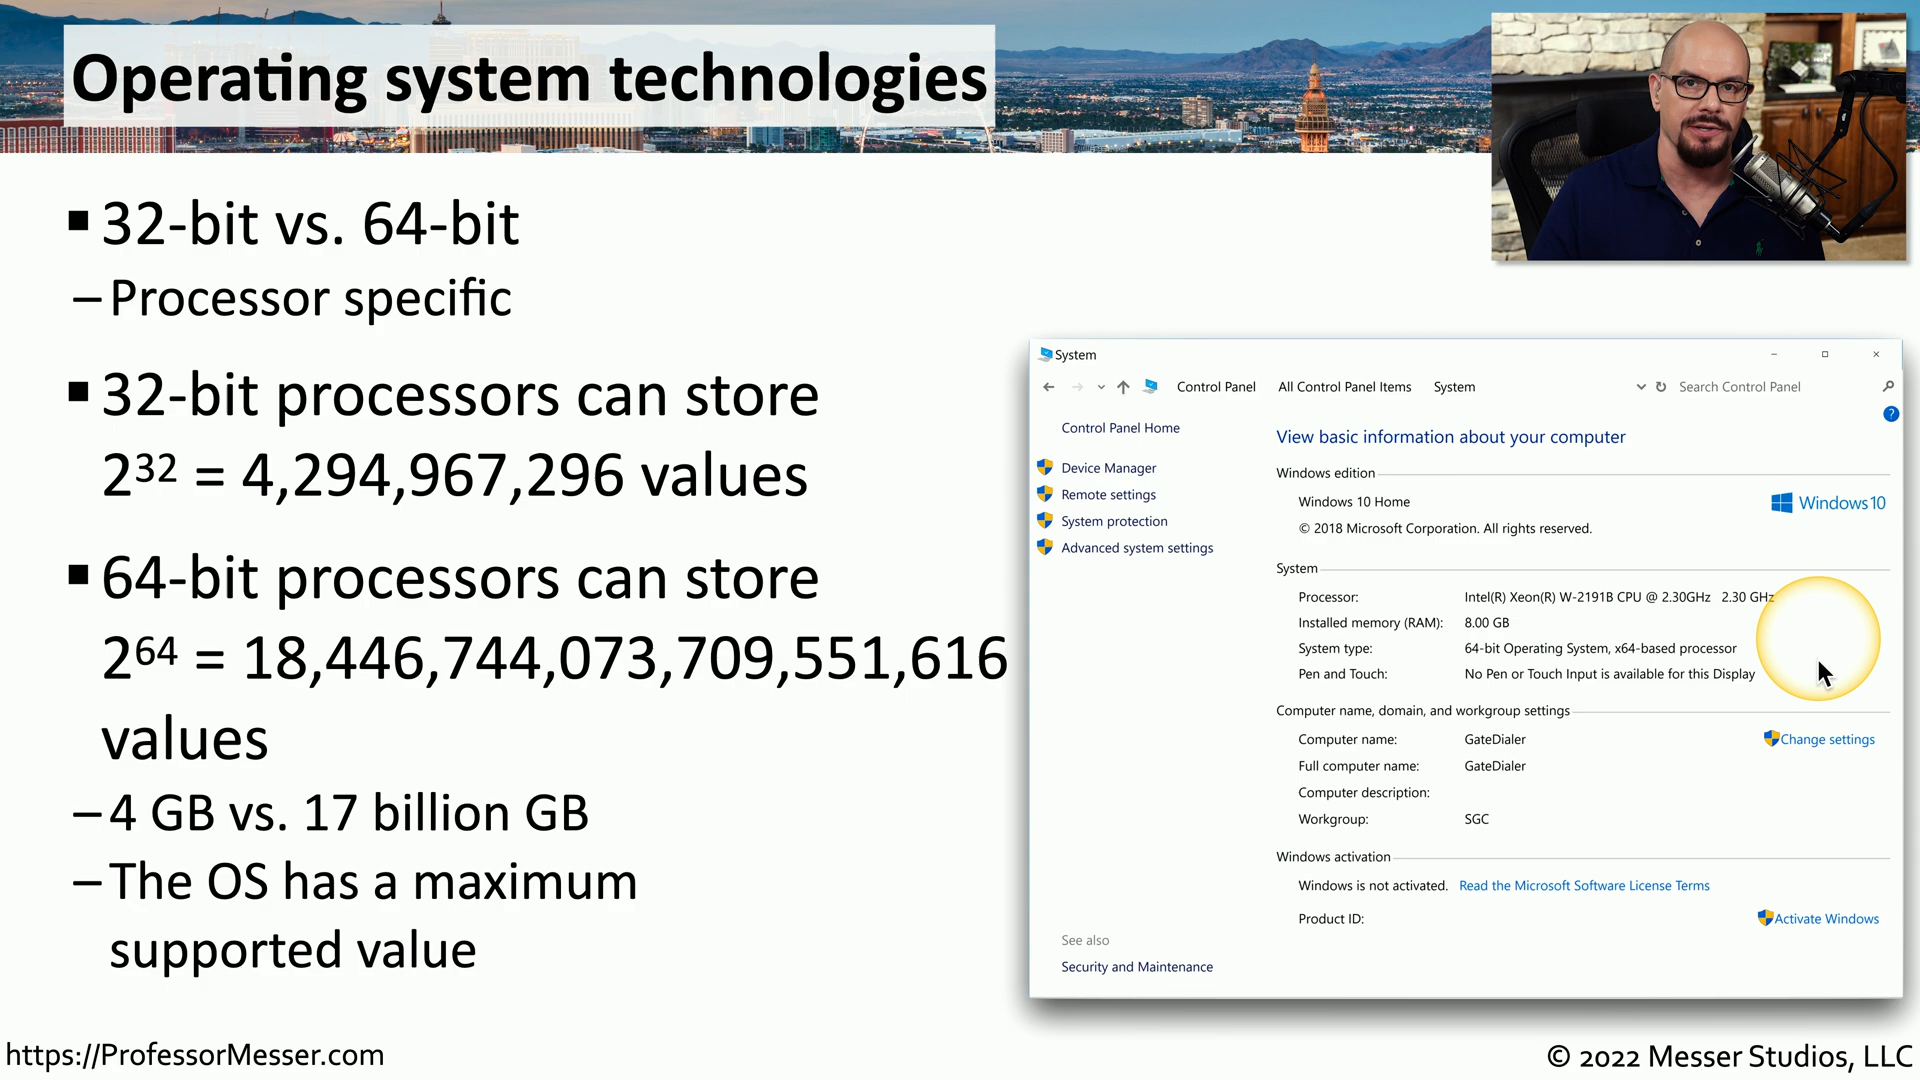 Operating system technologies
▪ 32-bit vs. 64-bit
– Processor specific
▪ 32-bit processors can store
2³² = 4,294,967,296 values
▪ 64-bit processors can store
2⁶⁴ = 18,446,744,073,709,551,616
values
– 4 GB vs. 17 billion GB
– The OS has a maximum
supported value
System
Control Panel All Control Panel Items System Search Control Panel
?
Control Panel Home
Device Manager
Remote settings
System protection
Advanced system settings
See also
Security and Maintenance
View basic information about your computer
Windows edition
Windows 10 Home
© 2018 Microsoft Corporation. All rights reserved.
Windows 10
System
Processor: Intel(R) Xeon(R) W-2191B CPU @ 2.30GHz 2.30 GHz
Installed memory (RAM): 8.00 GB
System type: 64-bit Operating System, x64-based processor
Pen and Touch: No Pen or Touch Input is available for this Display
Computer name, domain, and workgroup settings
Computer name: GateDialer Change settings
Full computer name: GateDialer
Computer description:
Workgroup: SGC
Windows activation
Windows is not activated. Read the Microsoft Software License Terms
Product ID: Activate Windows
https://ProfessorMesser.com
© 2022 Messer Studios, LLC